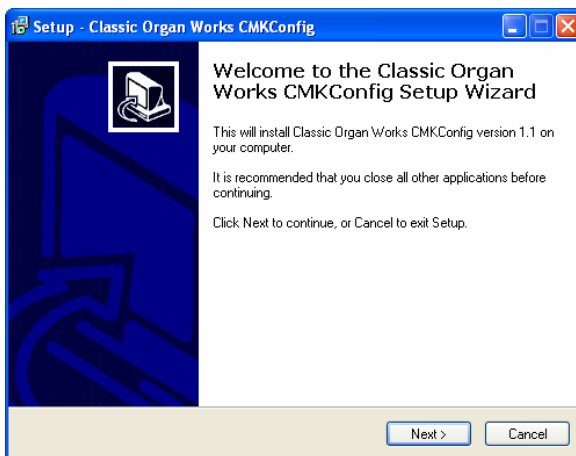 Setup - Classic Organ Works CMKConfig
Welcome to the Classic Organ
Works CMKConfig Setup Wizard
This will install Classic Organ Works CMKConfig version 1.1 on
your computer.
It is recommended that you close all other applications before
continuing.
Click Next to continue, or Cancel to exit Setup.
Next >
Cancel